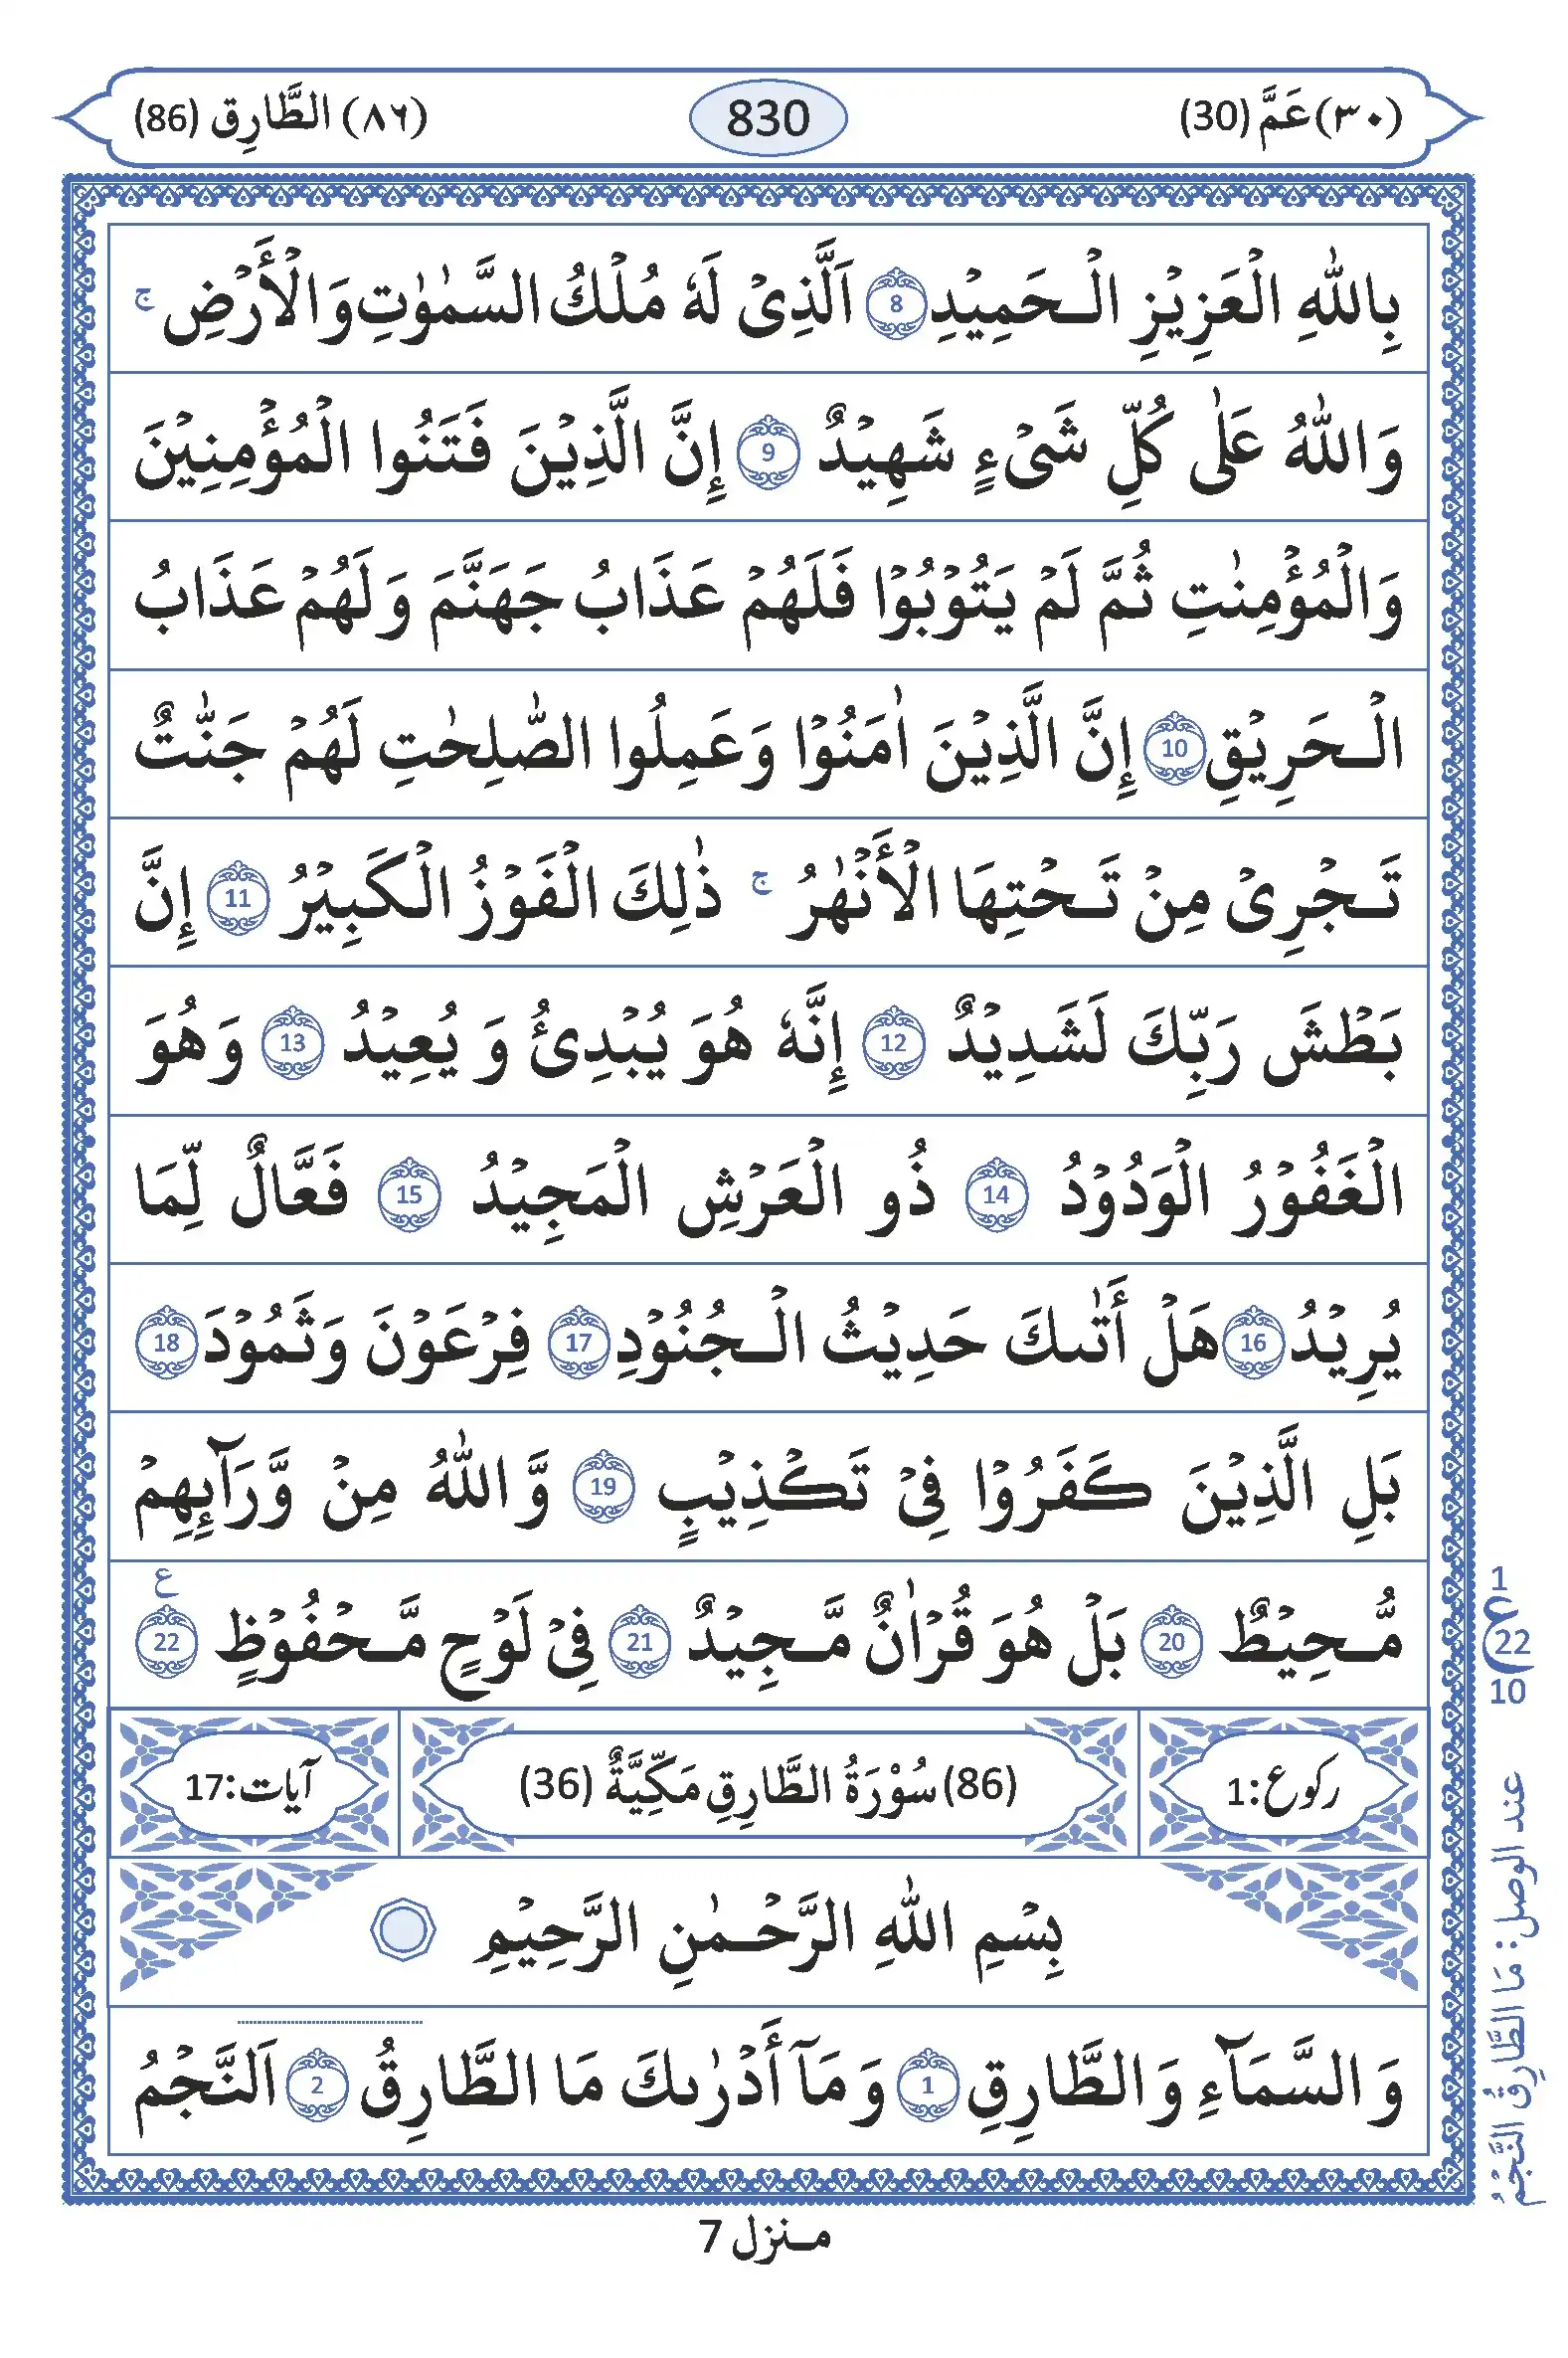 (٣٠) عَمَّ (30) 830 (٨٦) الطَّارِق (86)
بِاللّٰهِ الۡعَزِيۡزِ الۡحَمِيۡدِ 8 اَلَّذِىۡ لَهٗ مُلۡكُ السَّمٰوٰتِ وَالۡأَرۡضِ ۚ
وَاللّٰهُ عَلٰى كُلِّ شَىۡءٍ شَهِيۡدٌ 9 إِنَّ الَّذِيۡنَ فَتَنُوا الۡمُؤۡمِنِيۡنَ
وَالۡمُؤۡمِنٰتِ ثُمَّ لَمۡ يَتُوۡبُوۡا فَلَهُمۡ عَذَابُ جَهَنَّمَ وَلَهُمۡ عَذَابُ
الۡحَرِيۡقِ 10 إِنَّ الَّذِيۡنَ اٰمَنُوۡا وَعَمِلُوا الصّٰلِحٰتِ لَهُمۡ جَنّٰتٌ
تَجۡرِىۡ مِنۡ تَحۡتِهَا الۡأَنۡهٰرُ ۚ ذٰلِكَ الۡفَوۡزُ الۡكَبِيۡرُ 11 إِنَّ
بَطۡشَ رَبِّكَ لَشَدِيۡدٌ 12 إِنَّهٗ هُوَ يُبۡدِئُ وَ يُعِيۡدُ 13 وَهُوَ
الۡغَفُوۡرُ الۡوَدُوۡدُ 14 ذُو الۡعَرۡشِ الۡمَجِيۡدُ 15 فَعَّالٌ لِّمَا
يُرِيۡدُ 16 هَلۡ أَتٰىكَ حَدِيۡثُ الۡجُنُوۡدِ 17 فِرۡعَوۡنَ وَثَمُوۡدَ 18
بَلِ الَّذِيۡنَ كَفَرُوۡا فِىۡ تَكۡذِيۡبٍ 19 وَّ اللّٰهُ مِنۡ وَّرَآئِهِمۡ
مُّحِيۡطٌ 20 بَلۡ هُوَ قُرۡاٰنٌ مَّجِيۡدٌ 21 فِىۡ لَوۡحٍ مَّحۡفُوۡظٍ 22 ع
1
ع 22
10
رکوع:1 (86) سُوۡرَةُ الطَّارِقِ مَكِّيَّةٌ (36) آیات:17
بِسۡمِ اللّٰهِ الرَّحۡمٰنِ الرَّحِيۡمِ
وَ السَّمَآءِ وَالطَّارِقِ 1 وَ مَآ أَدۡرٰىكَ مَا الطَّارِقُ 2 اَلنَّجۡمُ
عند الوصل: مَا الطَّارِقُ النَّجۡمُ
منزل 7